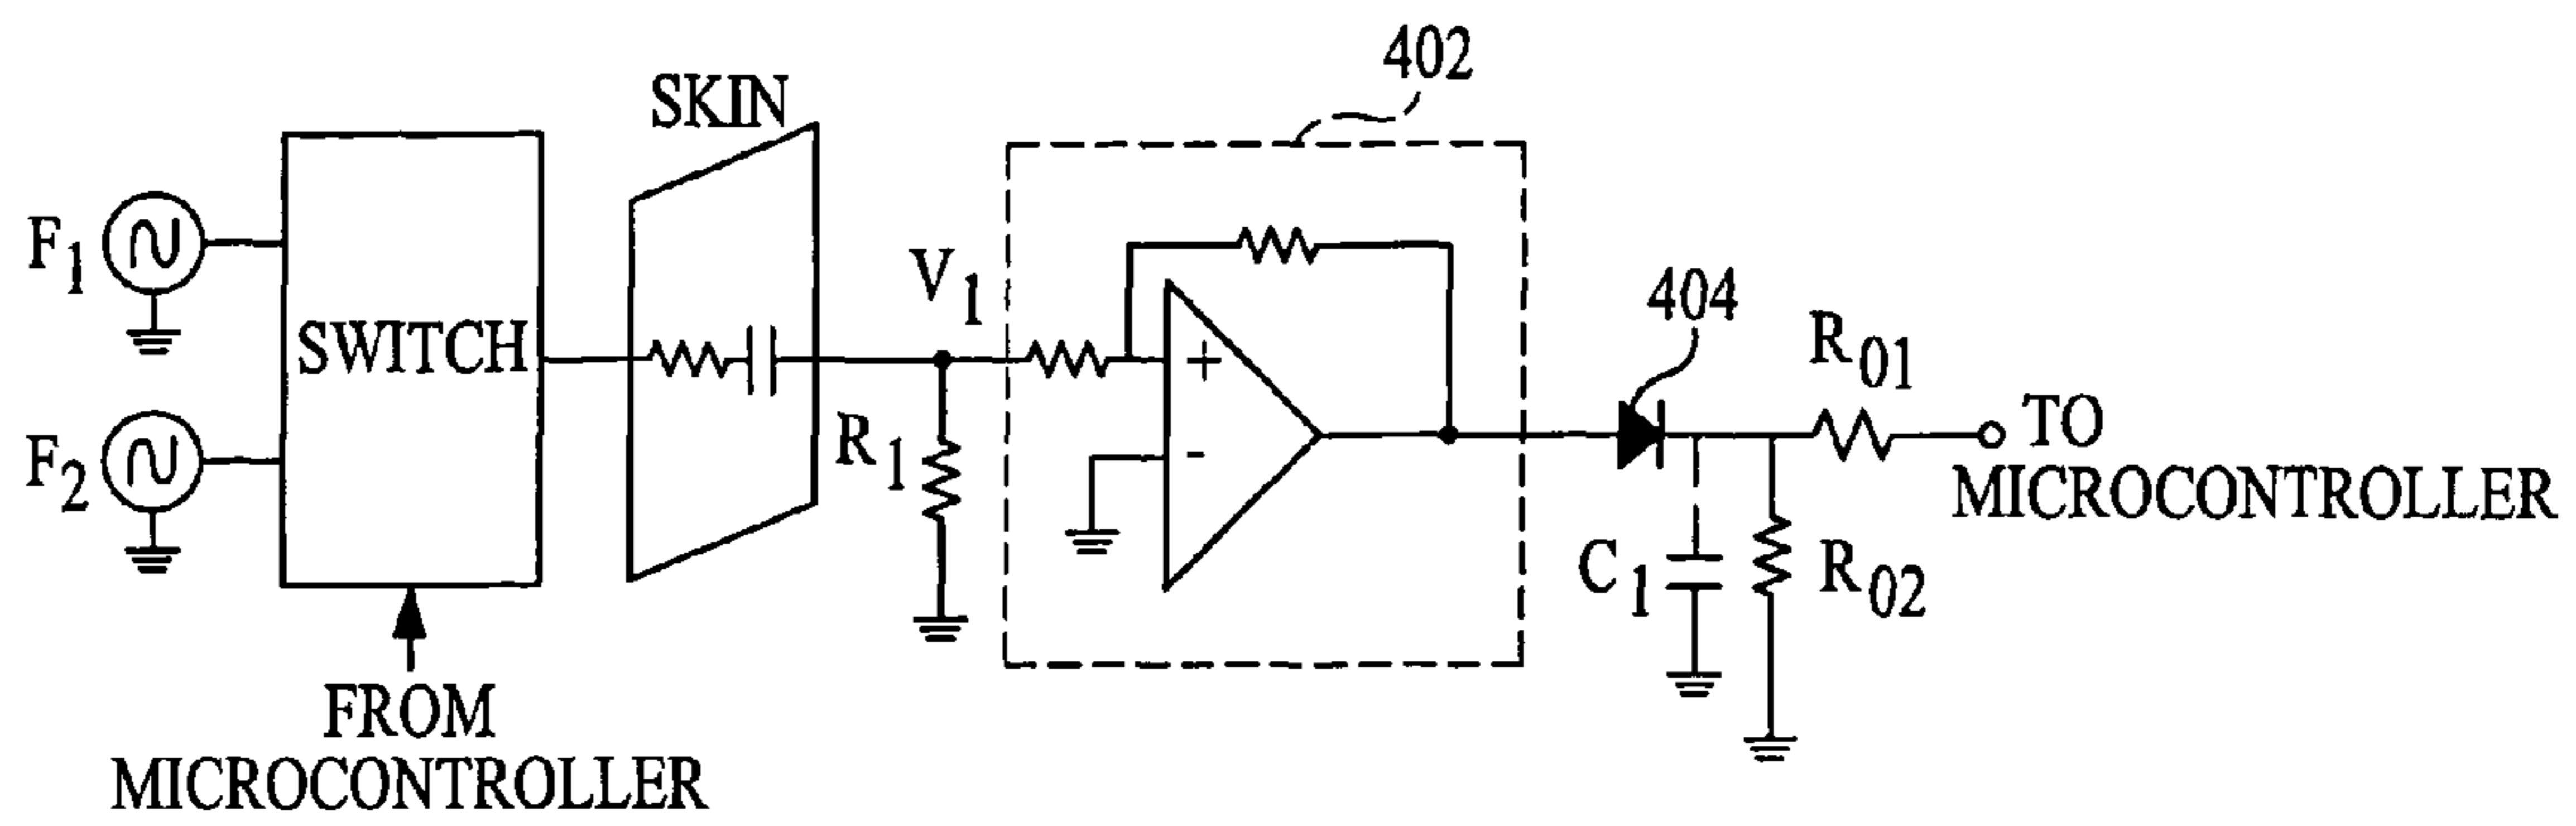 402
SKIN
F1
V1
404
R01
SWITCH
+
TO
MICROCONTROLLER
F2
R1
-
C1
R02
FROM
MICROCONTROLLER